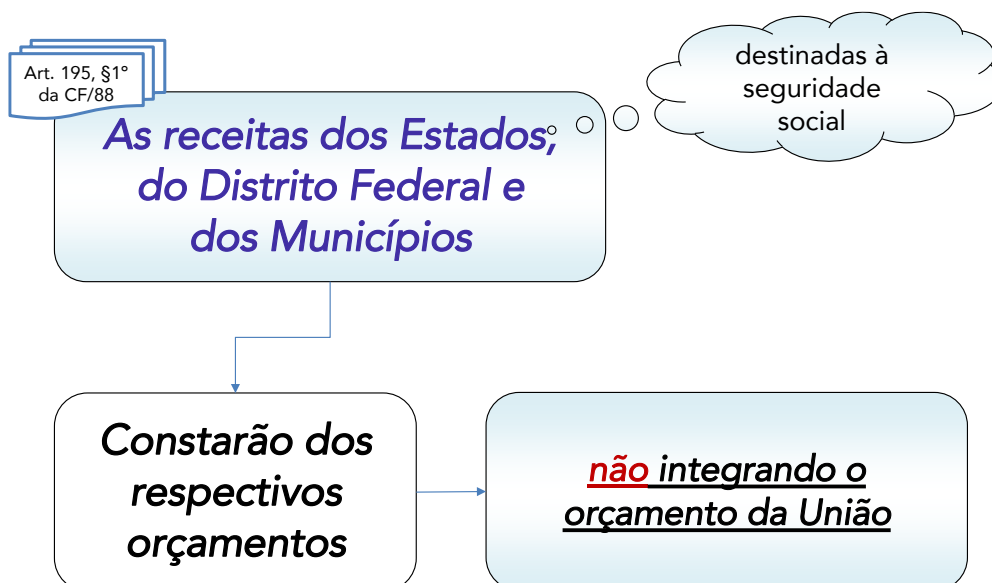 Art. 195, §1º
da CF/88
destinadas à
seguridade
social
As receitas dos Estados,
do Distrito Federal e
dos Municípios
Constarão dos
respectivos
orçamentos
não integrando o
orçamento da União